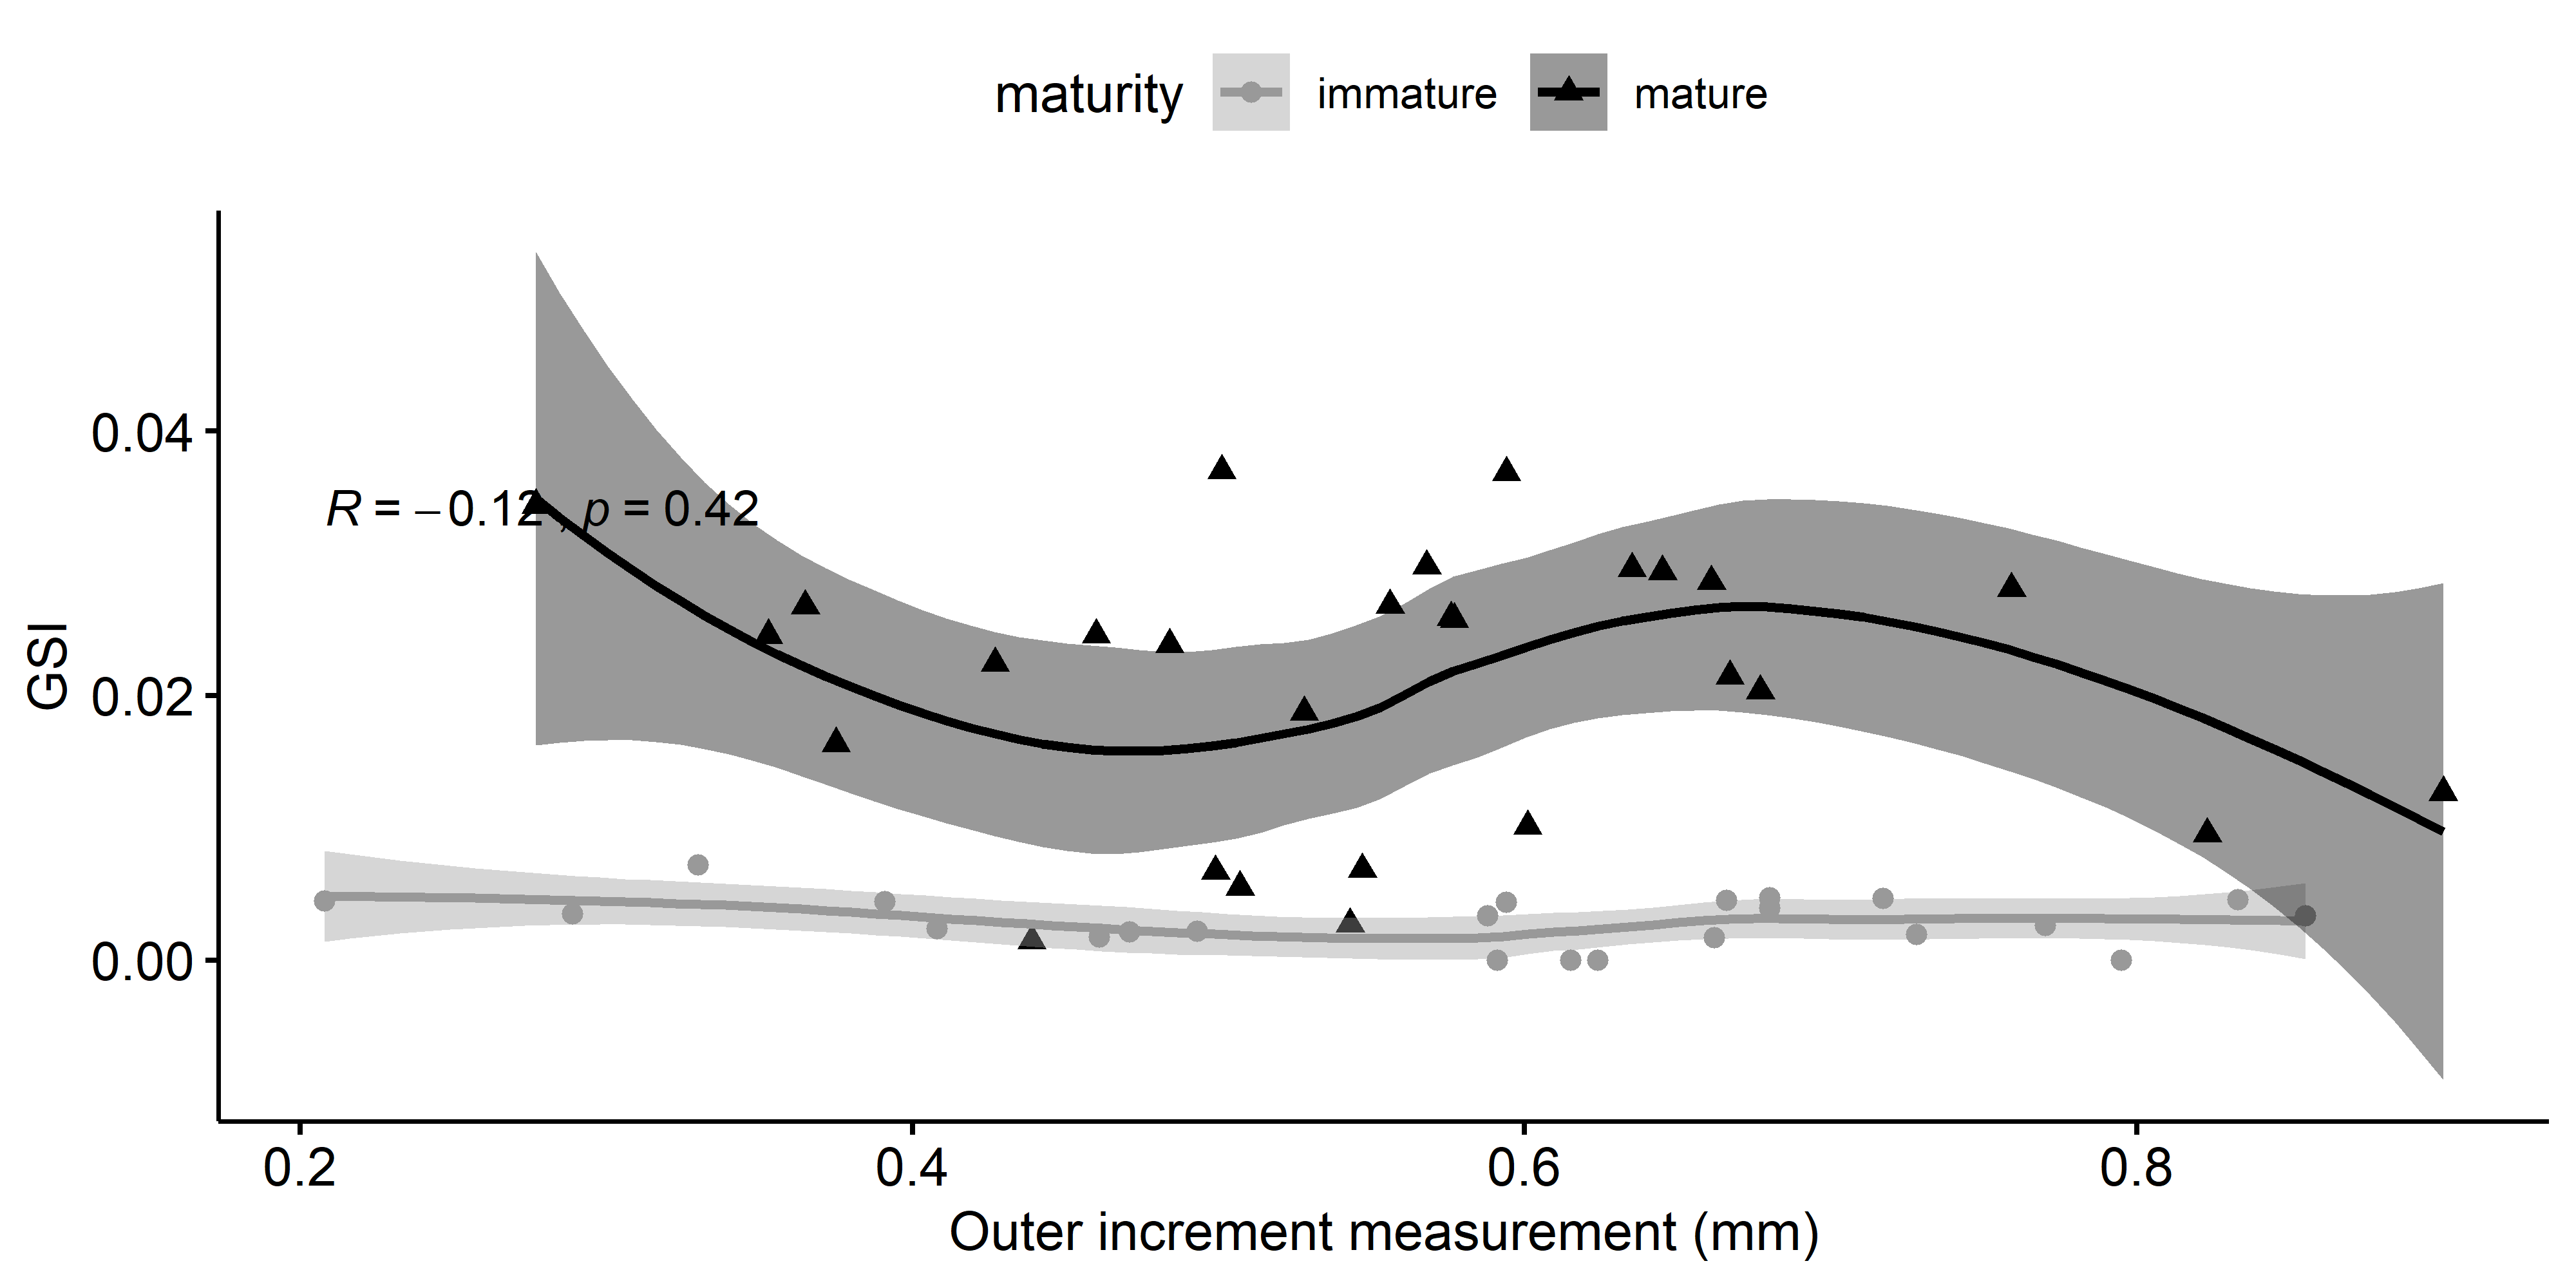 maturity immature mature
GSI
0.04
R = −0.12, p = 0.42
0.02
0.00
0.2 0.4 0.6 0.8
Outer increment measurement (mm)